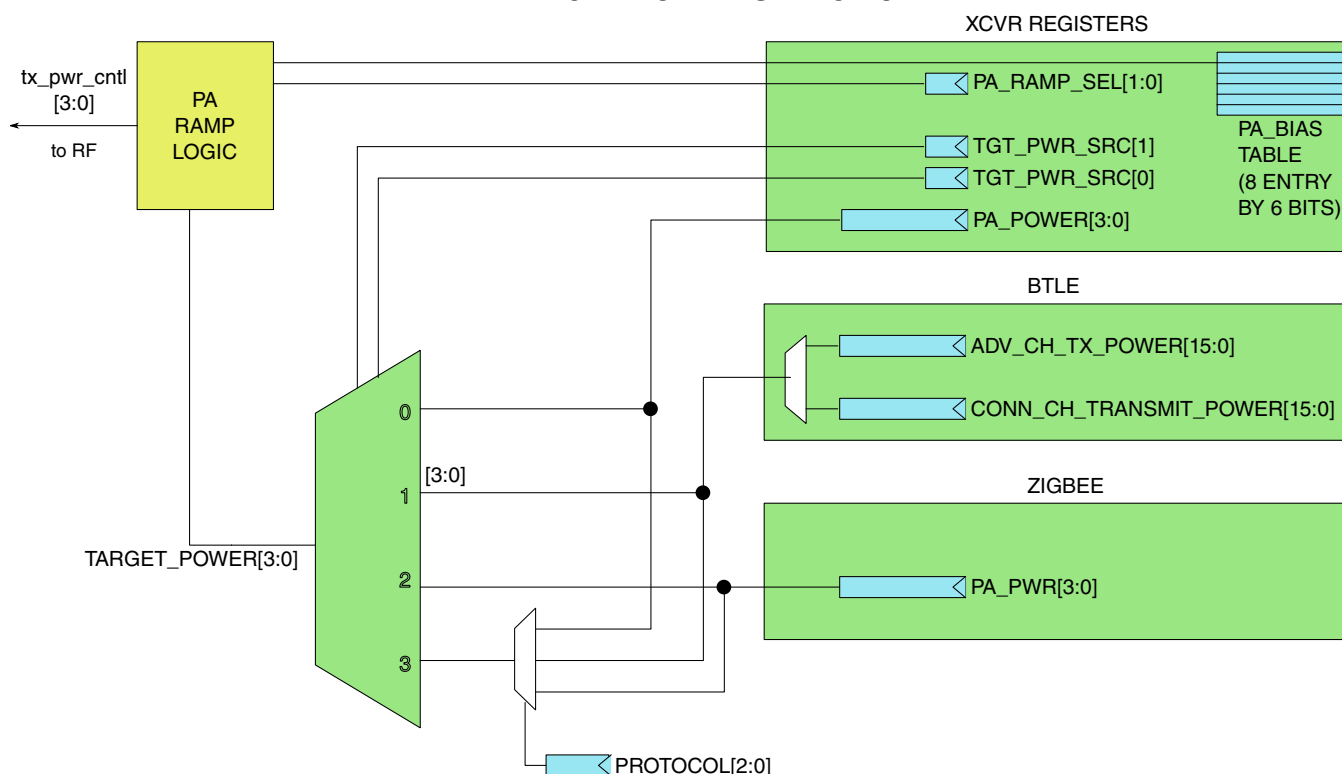 XCVR REGISTERS
tx_pwr_cntl
[3:0]
to RF
PA
RAMP
LOGIC
PA_RAMP_SEL[1:0]
TGT_PWR_SRC[1]
TGT_PWR_SRC[0]
PA_POWER[3:0]
PA_BIAS
TABLE
(8 ENTRY
BY 6 BITS)
BTLE
ADV_CH_TX_POWER[15:0]
CONN_CH_TRANSMIT_POWER[15:0]
0
[3:0]
1
ZIGBEE
TARGET_POWER[3:0]
2
PA_PWR[3:0]
3
PROTOCOL[2:0]